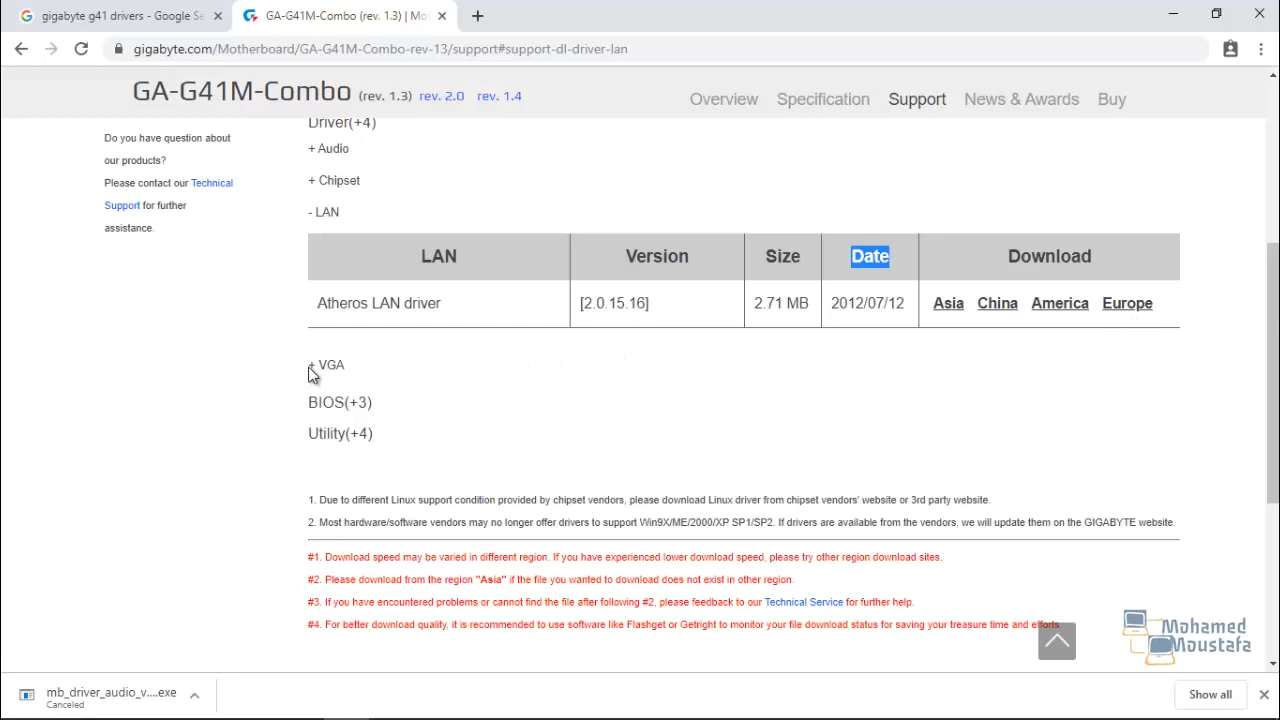 gigabyte g41 drivers - Google Se
GA-G41M-Combo (rev. 1.3) | Mo
gigabyte.com/Motherboard/GA-G41M-Combo-rev-13/support#support-dl-driver-lan
GA-G41M-Combo (rev. 1.3) rev. 2.0 rev. 1.4
Overview Specification Support News & Awards Buy
Do you have question about
our products?
Please contact our Technical
Support for further
assistance.
Driver(+4)
+ Audio
+ Chipset
- LAN
LAN Version Size Date Download
Atheros LAN driver [2.0.15.16] 2.71 MB 2012/07/12 Asia China America Europe
+ VGA
BIOS(+3)
Utility(+4)
1. Due to different Linux support condition provided by chipset vendors, please download Linux driver from chipset vendors' website or 3rd party website.
2. Most hardware/software vendors may no longer offer drivers to support Win9X/ME/2000/XP SP1/SP2. If drivers are available from the vendors, we will update them on the GIGABYTE website.
#1. Download speed may be varied in different region. If you have experienced lower download speed, please try other region download sites.
#2. Please download from the region "Asia" if the file you wanted to download does not exist in other region.
#3. If you have encountered problems or cannot find the file after following #2, please feedback to our Technical Service for further help.
#4. For better download quality, it is recommended to use software like Flashget or Getright to monitor your file download status for saving your treasure time and efforts.
Mohamed
Moustafa
mb_driver_audio_v....exe
Canceled
Show all